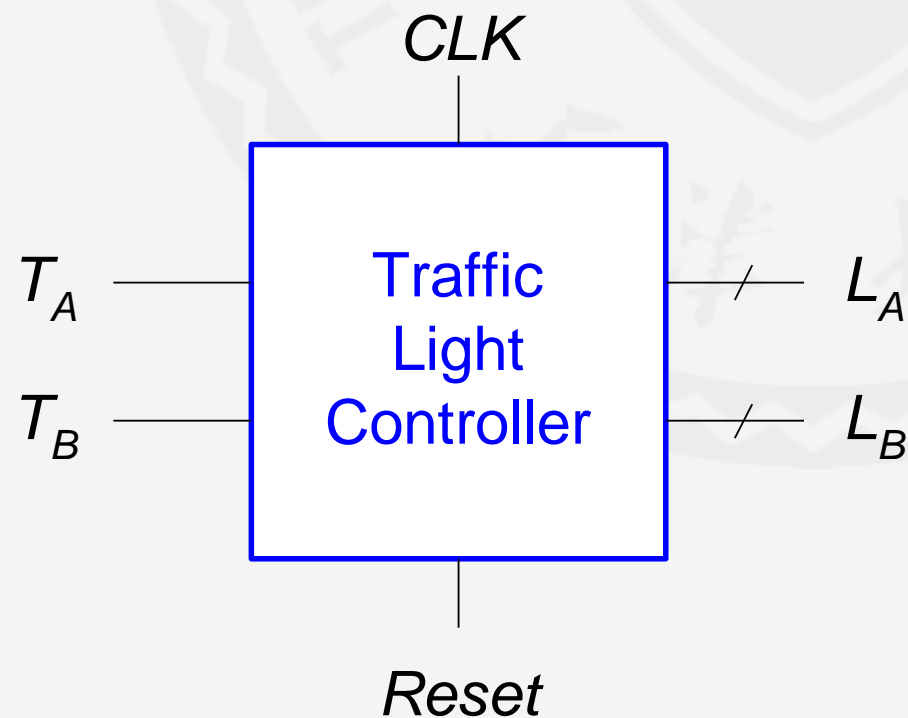 CLK
T_A
Traffic
Light
Controller
L_A
T_B
L_B
Reset